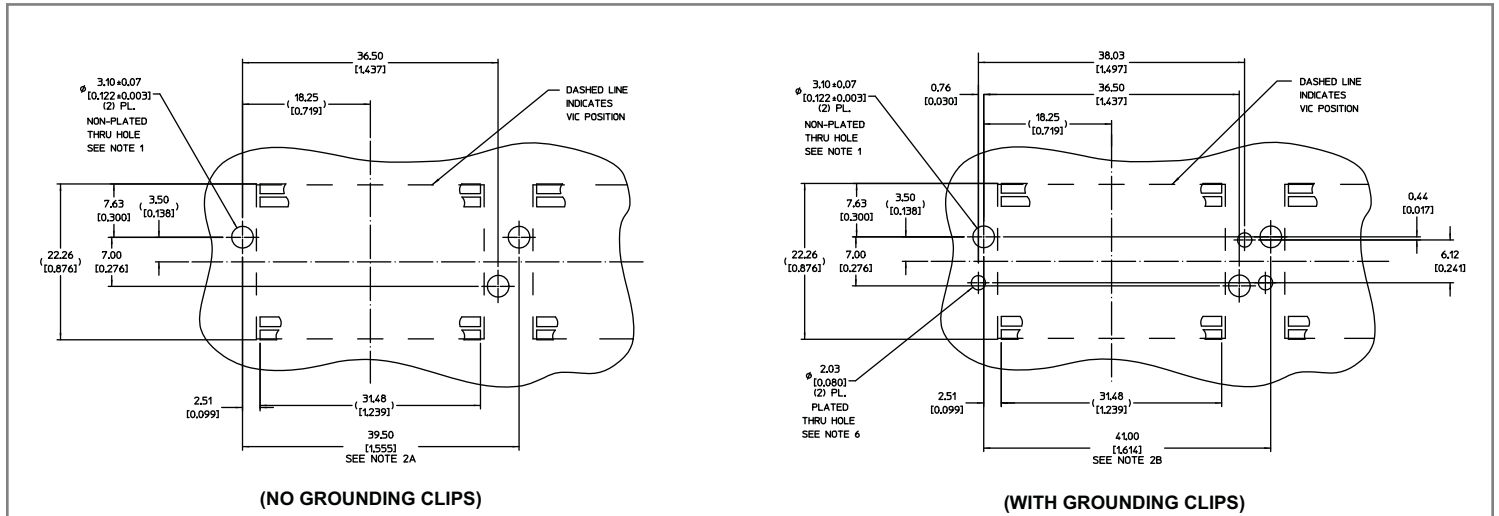 36.50
[1.437]
⌀ 3.10±0.07
[0.122±0.003]
(2) PL.
NON-PLATED
THRU HOLE
SEE NOTE 1
(18.25)
[0.719]
DASHED LINE
INDICATES
VIC POSITION
7.63
[0.300]
(3.50)
[0.138]
(22.26)
[0.876]
7.00
[0.276]
2.51
[0.099]
(31.48)
[1.239]
39.50
[1.555]
SEE NOTE 2A
(NO GROUNDING CLIPS)
38.03
[1.497]
⌀ 3.10±0.07
[0.122±0.003]
(2) PL.
NON-PLATED
THRU HOLE
SEE NOTE 1
0.76
[0.030]
36.50
[1.437]
(18.25)
[0.719]
DASHED LINE
INDICATES
VIC POSITION
7.63
[0.300]
(3.50)
[0.138]
0.44
[0.017]
(22.26)
[0.876]
7.00
[0.276]
6.12
[0.241]
⌀ 2.03
[0.080]
(2) PL.
PLATED
THRU HOLE
SEE NOTE 6
2.51
[0.099]
(31.48)
[1.239]
41.00
[1.614]
SEE NOTE 2B
(WITH GROUNDING CLIPS)